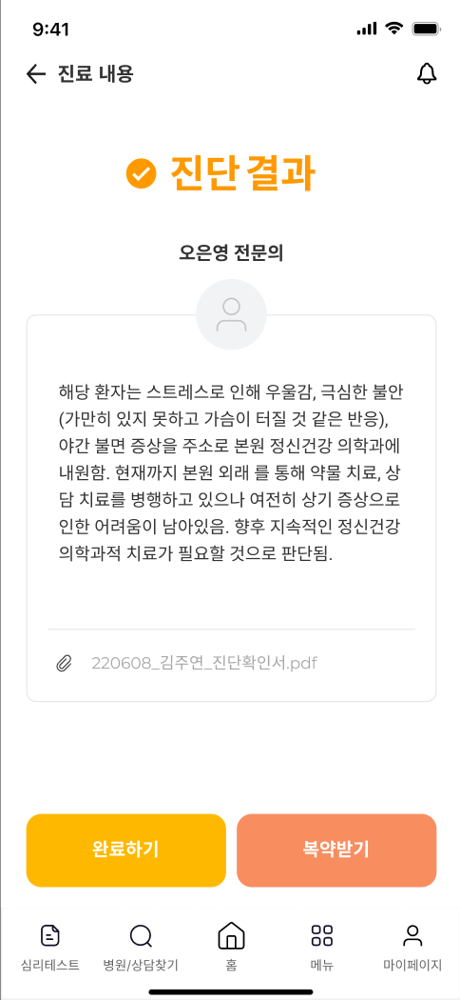 9:41
진료 내용
진단 결과
오은영 전문의
해당 환자는 스트레스로 인해 우울감, 극심한 불안
(가만히 있지 못하고 가슴이 터질 것 같은 반응),
야간 불면 증상을 주소로 본원 정신건강 의학과에
내원함. 현재까지 본원 외래 를 통해 약물 치료, 상
담 치료를 병행하고 있으나 여전히 상기 증상으로
인한 어려움이 남아있음. 향후 지속적인 정신건강
의학과적 치료가 필요할 것으로 판단됨.
220608_김주연_진단확인서.pdf
완료하기 복약받기
심리테스트 병원/상담찾기 홈 메뉴 마이페이지